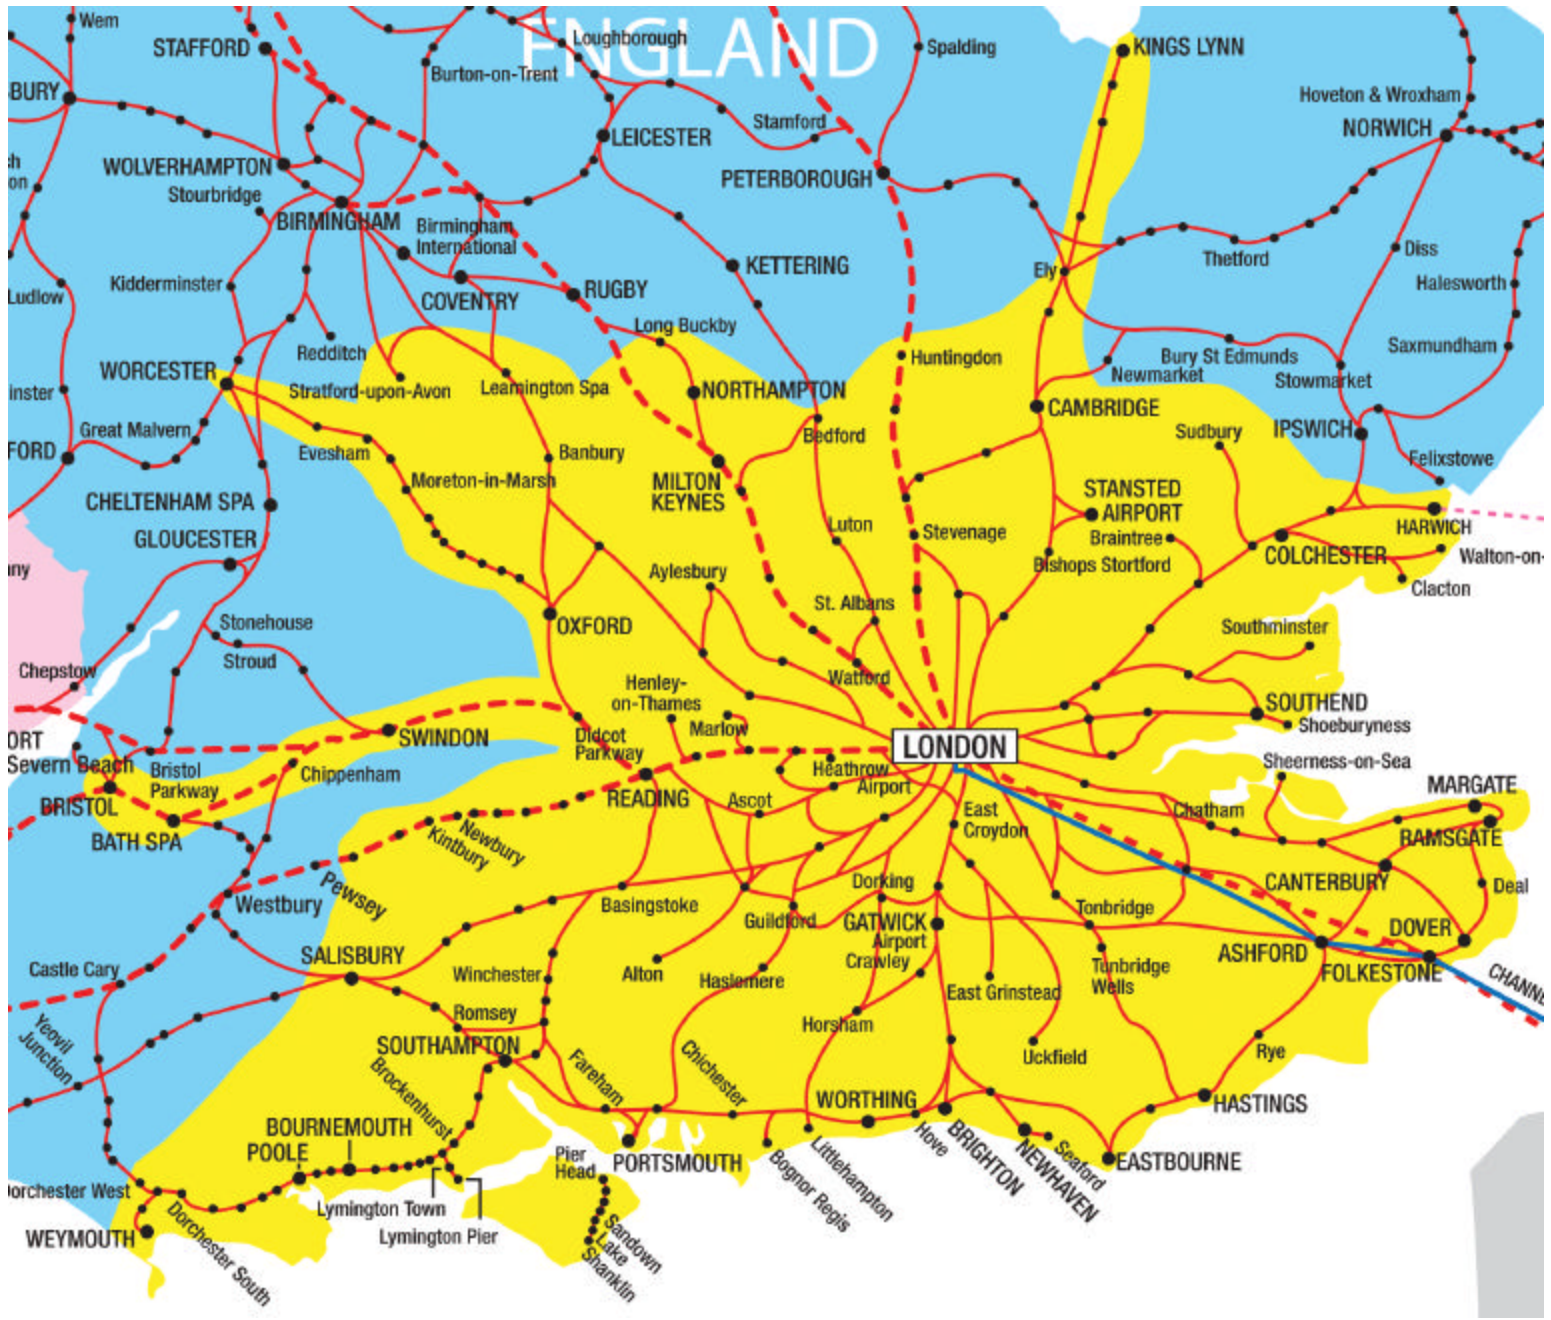 Wem
STAFFORD
ENGLAND
Loughborough
Spalding
KINGS LYNN
Burton-on-Trent
SBURY
Hoveton & Wroxham
Stamford
NORWICH
LEICESTER
WOLVERHAMPTON
PETERBOROUGH
Stourbridge
BIRMINGHAM
Birmingham
International
Diss
Thetford
KETTERING
Ely
Halesworth
Kidderminster
Ludlow
COVENTRY
RUGBY
Long Buckby
Redditch
Huntingdon
Bury St Edmunds
Saxmundham
WORCESTER
Newmarket
Stowmarket
Stratford-upon-Avon
Leamington Spa
NORTHAMPTON
inster
CAMBRIDGE
Great Malvern
Bedford
Sudbury
IPSWICH
FORD
Evesham
Banbury
Felixstowe
Moreton-in-Marsh
MILTON
KEYNES
STANSTED
AIRPORT
CHELTENHAM SPA
Luton
Stevenage
HARWICH
GLOUCESTER
Braintree
COLCHESTER
Walton-on-
Bishops Stortford
any
Aylesbury
Clacton
St. Albans
Stonehouse
OXFORD
Southminster
Stroud
Chepstow
Watford
Henley-
on-Thames
Marlow
SOUTHEND
Shoeburyness
ORT
SWINDON
Didcot
Parkway
LONDON
Severn Beach
Bristol
Parkway
Chippenham
Heathrow
Airport
Sheerness-on-Sea
MARGATE
BRISTOL
READING
Ascot
East
Croydon
Chatham
RAMSGATE
BATH SPA
Newbury
Kintbury
Pewsey
Dorking
CANTERBURY
Deal
Westbury
Basingstoke
Guildford
GATWICK
Airport
Tonbridge
DOVER
ASHFORD
SALISBURY
Crawley
Castle Cary
Winchester
Alton
Haslemere
Tunbridge
Wells
FOLKESTONE
CHANNE
East Grinstead
Romsey
Horsham
Yeovil
Junction
SOUTHAMPTON
Uckfield
Rye
Brockenhurst
Fareham
Chichester
WORTHING
HASTINGS
BOURNEMOUTH
POOLE
Hove
BRIGHTON
NEWHAVEN
Seaford
EASTBOURNE
Pier
Head
PORTSMOUTH
Bognor Regis
Littlehampton
Dorchester West
Lymington Town
Lymington Pier
WEYMOUTH
Dorchester South
Sandown
Lake
Shanklin